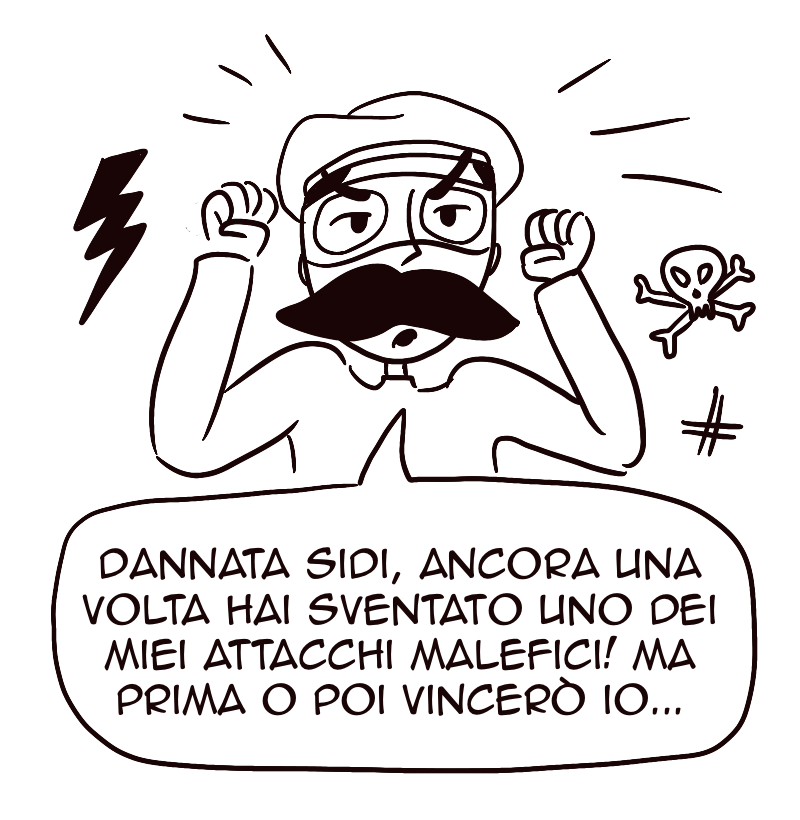 DANNATA SIDI, ANCORA UNA
VOLTA HAI SVENTATO UNO DEI
MIEI ATTACCHI MALEFICI! MA
PRIMA O POI VINCERÒ IO...